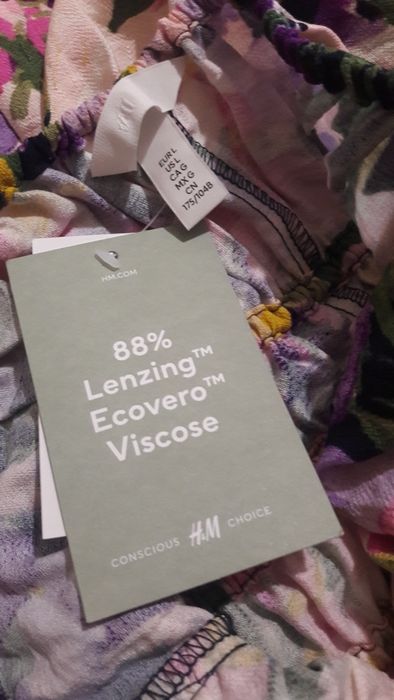 EUR L
US L
CA G
MX G
CN
175/104B
HM.COM
88%
Lenzing™
Ecovero™
Viscose
CONSCIOUS H&M CHOICE